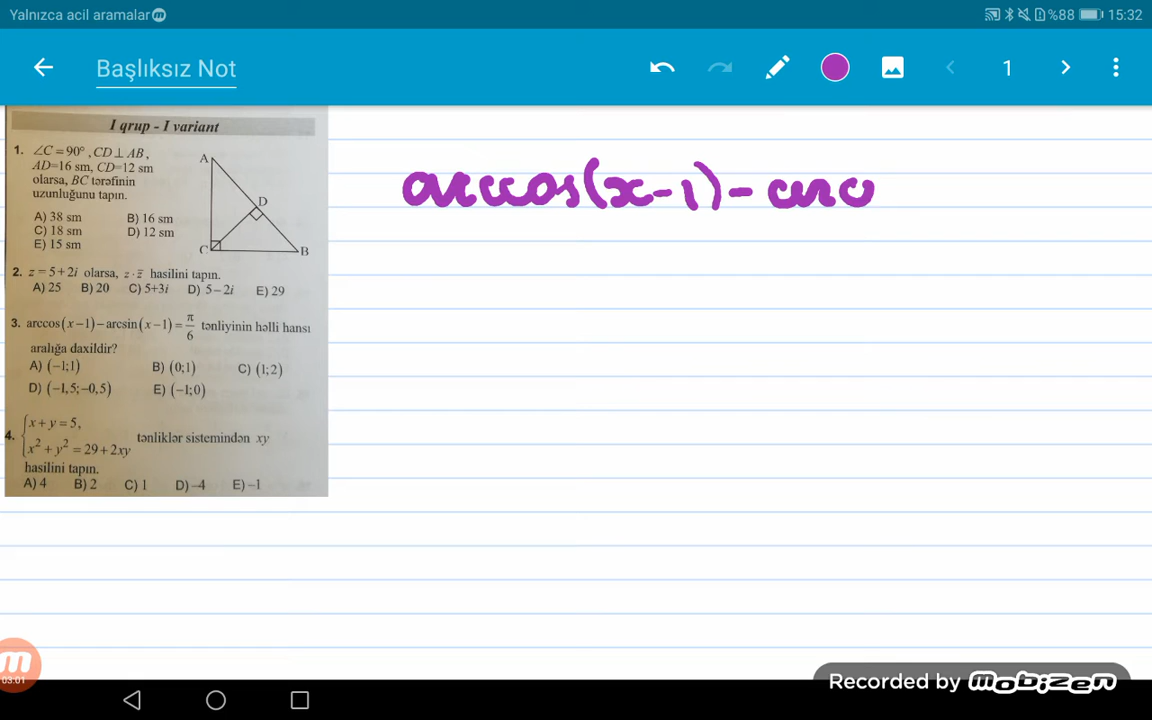 Yalnızca acil aramalar
%88 15:32
Başlıksız Not
1
I qrup - I variant
1. ∠C = 90°, CD ⊥ AB,
AD=16 sm, CD=12 sm
olarsa, BC tərəfinin
uzunluğunu tapın.
A) 38 sm B) 16 sm
C) 18 sm D) 12 sm
E) 15 sm
A
D
C
B
2. z = 5+2i olarsa, z · z̅ hasilini tapın.
A) 25 B) 20 C) 5+3i D) 5−2i E) 29
3. arccos(x−1)−arcsin(x−1)=π/6 tənliyinin həlli hansı
aralığa daxildir?
A) (−1;1) B) (0;1) C) (1;2)
D) (−1,5;−0,5) E) (−1;0)
4. {x+y=5,
x²+y²=29+2xy tənliklər sistemindən xy
hasilini tapın.
A) 4 B) 2 C) 1 D) −4 E) −1
arccos(x-1)- arc
03:01
Recorded by mobizen